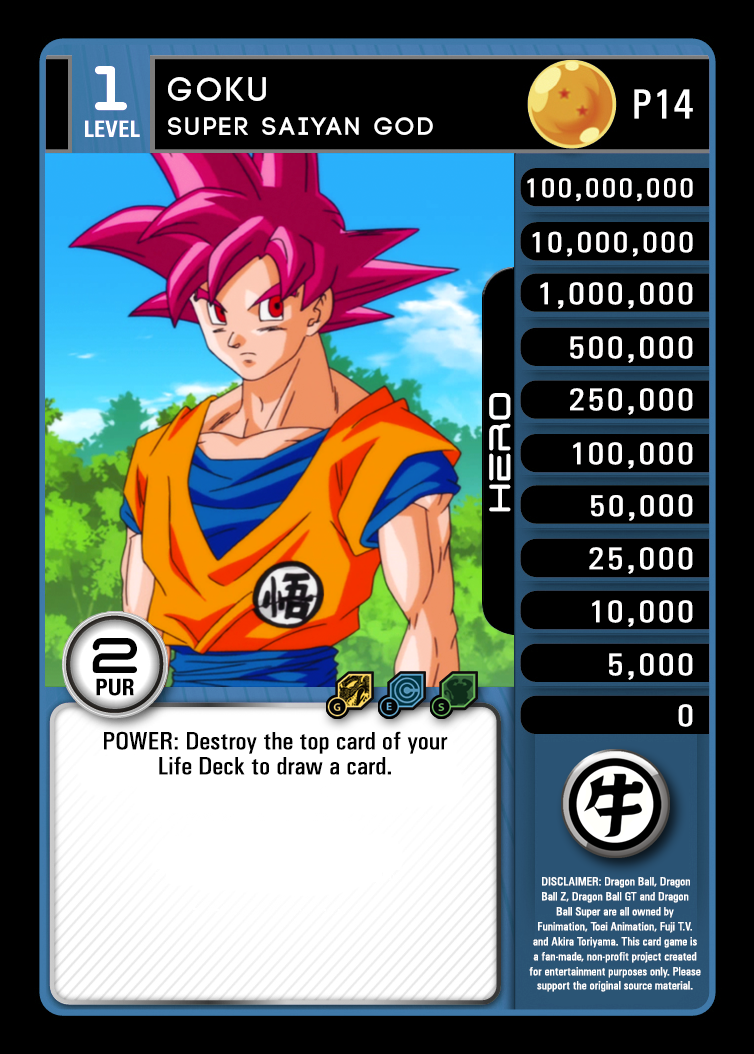 1
LEVEL
GOKU
SUPER SAIYAN GOD
P14
100,000,000
10,000,000
1,000,000
500,000
250,000
100,000
50,000
25,000
10,000
5,000
0
HERO
悟
2
PUR
G
E
S
POWER: Destroy the top card of your
Life Deck to draw a card.
牛
DISCLAIMER: Dragon Ball, Dragon
Ball Z, Dragon Ball GT and Dragon
Ball Super are all owned by
Funimation, Toei Animation, Fuji T.V.
and Akira Toriyama. This card game is
a fan-made, non-profit project created
for entertainment purposes only. Please
support the original source material.